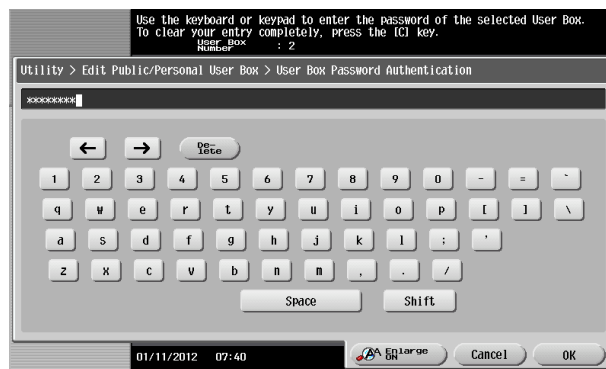 Use the keyboard or keypad to enter the password of the selected User Box.
To clear your entry completely, press the [C] key.
User Box
Number : 2
Utility > Edit Public/Personal User Box > User Box Password Authentication
********
← → De-
lete
1 2 3 4 5 6 7 8 9 0 - = `
q w e r t y u i o p [ ] \
a s d f g h j k l ; '
z x c v b n m , . /
Space Shift
01/11/2012 07:40 AA Enlarge
ON Cancel OK